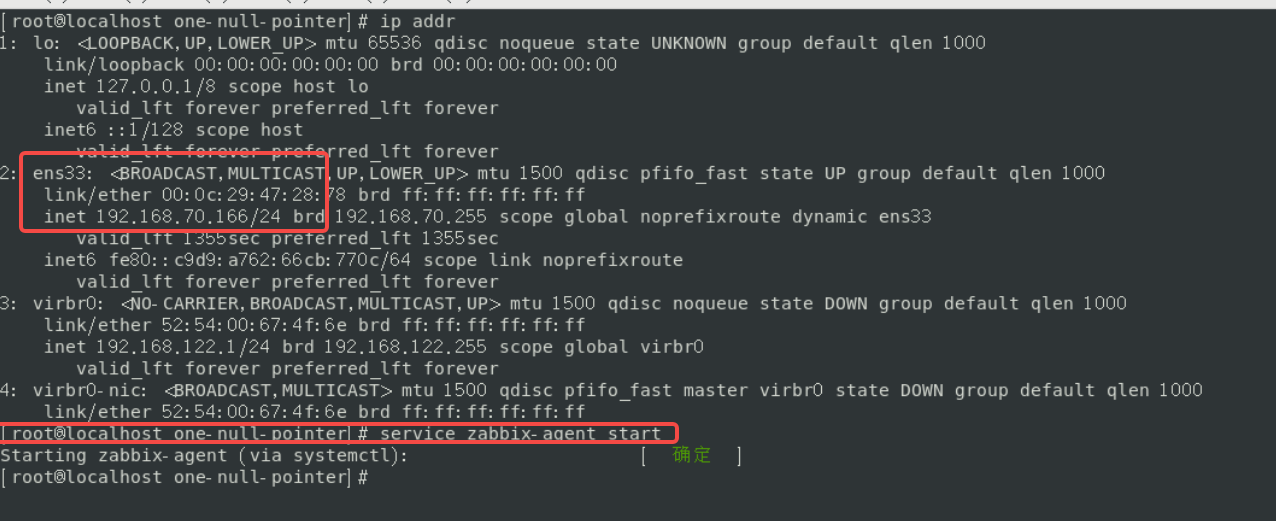 [root@localhost one-null-pointer]# ip addr
1: lo: <LOOPBACK,UP,LOWER_UP> mtu 65536 qdisc noqueue state UNKNOWN group default qlen 1000
    link/loopback 00:00:00:00:00:00 brd 00:00:00:00:00:00
    inet 127.0.0.1/8 scope host lo
       valid_lft forever preferred_lft forever
    inet6 ::1/128 scope host
       valid_lft forever preferred_lft forever
2: ens33: <BROADCAST,MULTICAST,UP,LOWER_UP> mtu 1500 qdisc pfifo_fast state UP group default qlen 1000
    link/ether 00:0c:29:47:28:78 brd ff:ff:ff:ff:ff:ff
    inet 192.168.70.166/24 brd 192.168.70.255 scope global noprefixroute dynamic ens33
       valid_lft 1355sec preferred_lft 1355sec
    inet6 fe80::c9d9:a762:66cb:770c/64 scope link noprefixroute
       valid_lft forever preferred_lft forever
3: virbr0: <NO-CARRIER,BROADCAST,MULTICAST,UP> mtu 1500 qdisc noqueue state DOWN group default qlen 1000
    link/ether 52:54:00:67:4f:6e brd ff:ff:ff:ff:ff:ff
    inet 192.168.122.1/24 brd 192.168.122.255 scope global virbr0
       valid_lft forever preferred_lft forever
4: virbr0-nic: <BROADCAST,MULTICAST> mtu 1500 qdisc pfifo_fast master virbr0 state DOWN group default qlen 1000
    link/ether 52:54:00:67:4f:6e brd ff:ff:ff:ff:ff:ff
[root@localhost one-null-pointer]# service zabbix-agent start
Starting zabbix-agent (via systemctl):                     [  确定  ]
[root@localhost one-null-pointer]#